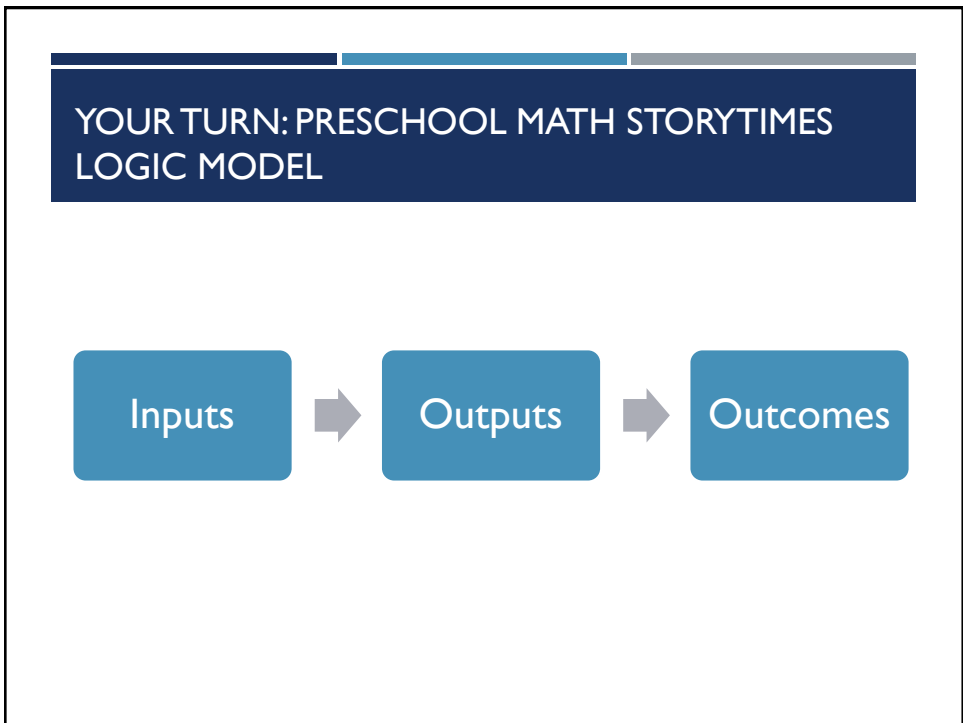 YOUR TURN: PRESCHOOL MATH STORYTIMES
LOGIC MODEL
Inputs
Outputs
Outcomes